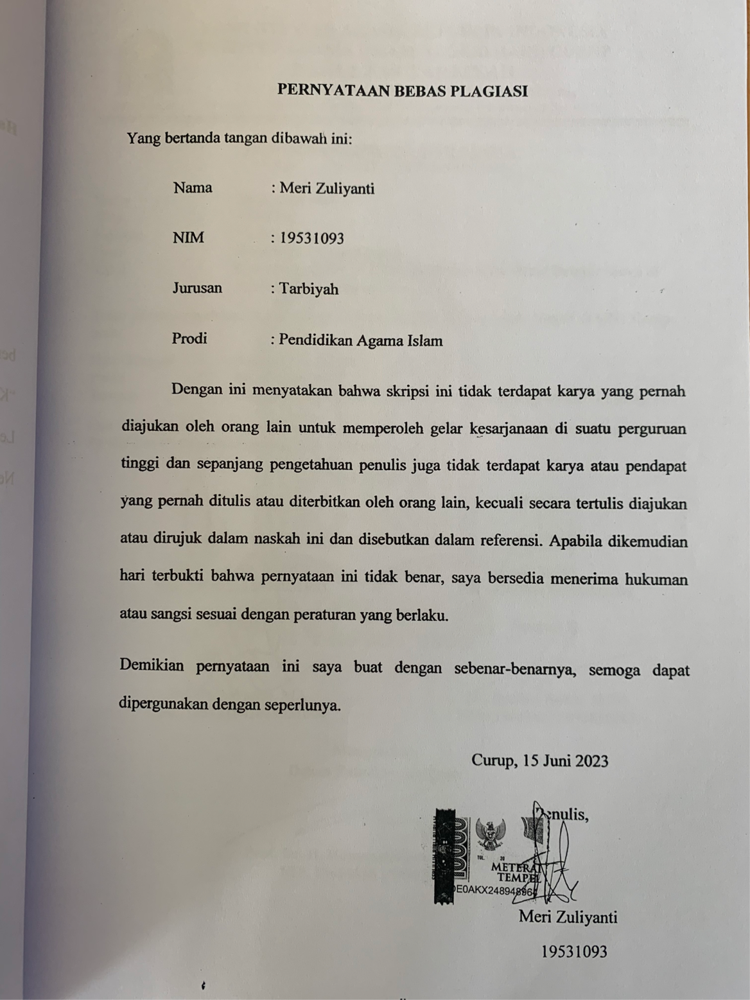 PERNYATAAN BEBAS PLAGIASI
Yang bertanda tangan dibawah ini:
Nama : Meri Zuliyanti
NIM : 19531093
Jurusan : Tarbiyah
Prodi : Pendidikan Agama Islam
Dengan ini menyatakan bahwa skripsi ini tidak terdapat karya yang pernah
diajukan oleh orang lain untuk memperoleh gelar kesarjanaan di suatu perguruan
tinggi dan sepanjang pengetahuan penulis juga tidak terdapat karya atau pendapat
yang pernah ditulis atau diterbitkan oleh orang lain, kecuali secara tertulis diajukan
atau dirujuk dalam naskah ini dan disebutkan dalam referensi. Apabila dikemudian
hari terbukti bahwa pernyataan ini tidak benar, saya bersedia menerima hukuman
atau sangsi sesuai dengan peraturan yang berlaku.
Demikian pernyataan ini saya buat dengan sebenar-benarnya, semoga dapat
dipergunakan dengan seperlunya.
Curup, 15 Juni 2023
Penulis,
10000
TGL. 20
METERAI
TEMPEL
Meri Zuliyanti
19531093